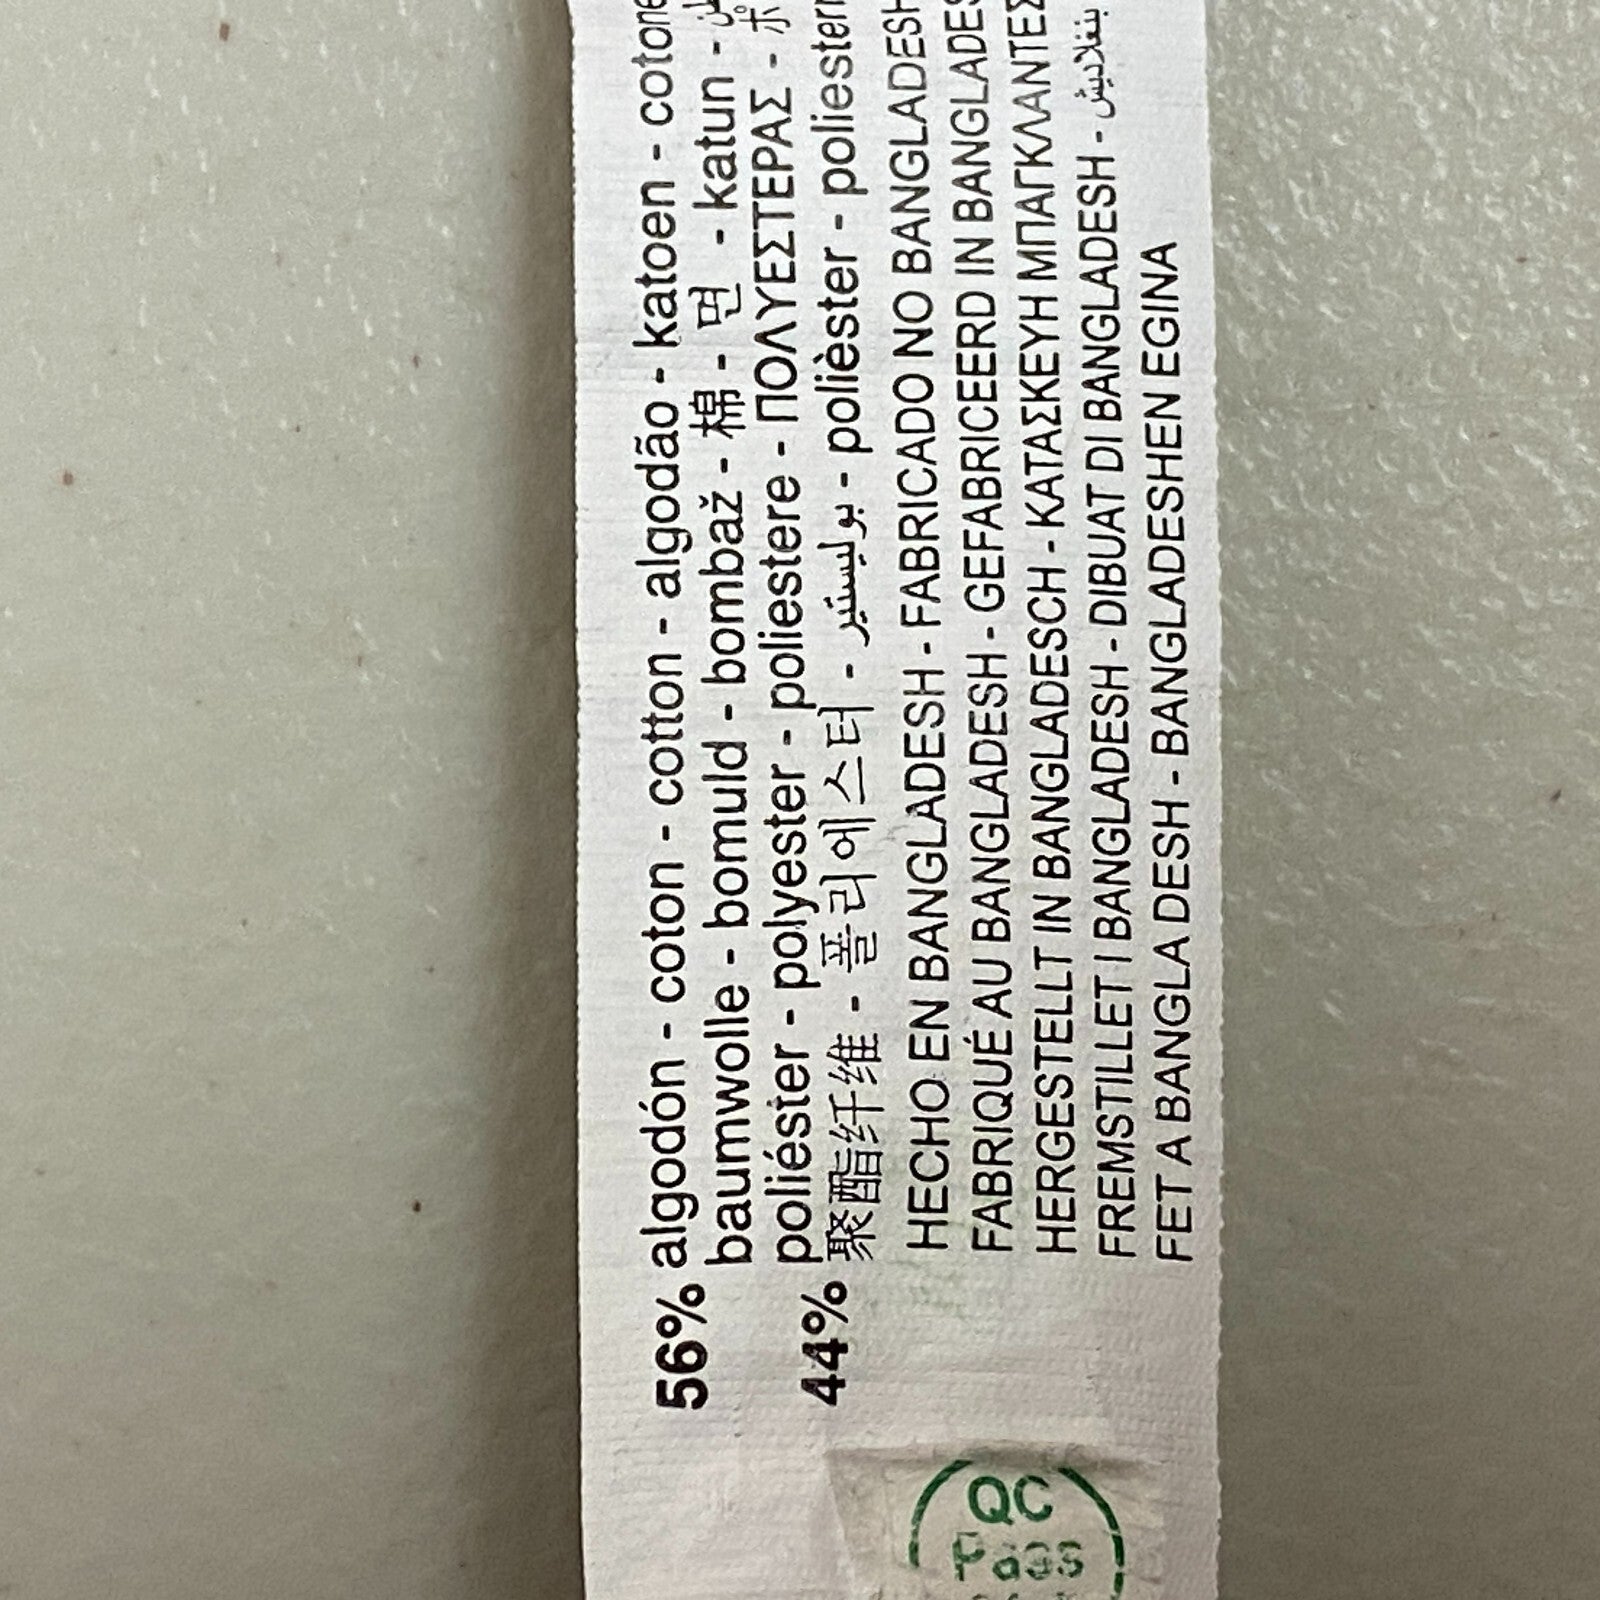 56% algodón - coton - cotton - algodão - katoen - cotone
baumwolle - bomuld - bombaž - 棉 - 면 - katun -
44% poliéster - polyester - poliestere - ΠΟΛΥΕΣΤΕΡΑΣ -
聚酯纤维 - 폴리에스터 - بوليستير - polièster - poliester
HECHO EN BANGLADESH - FABRICADO NO BANGLADESH
FABRIQUÉ AU BANGLADESH - GEFABRICEERD IN BANGLADES
HERGESTELLT IN BANGLADESCH - ΚΑΤΑΣΚΕΥΗ ΜΠΑΓΚΛΑΝΤΕΣ
FREMSTILLET I BANGLADESH - DIBUAT DI BANGLADESH - بنغلاديش
FET A BANGLA DESH - BANGLADESHEN EGINA
QC
Pass